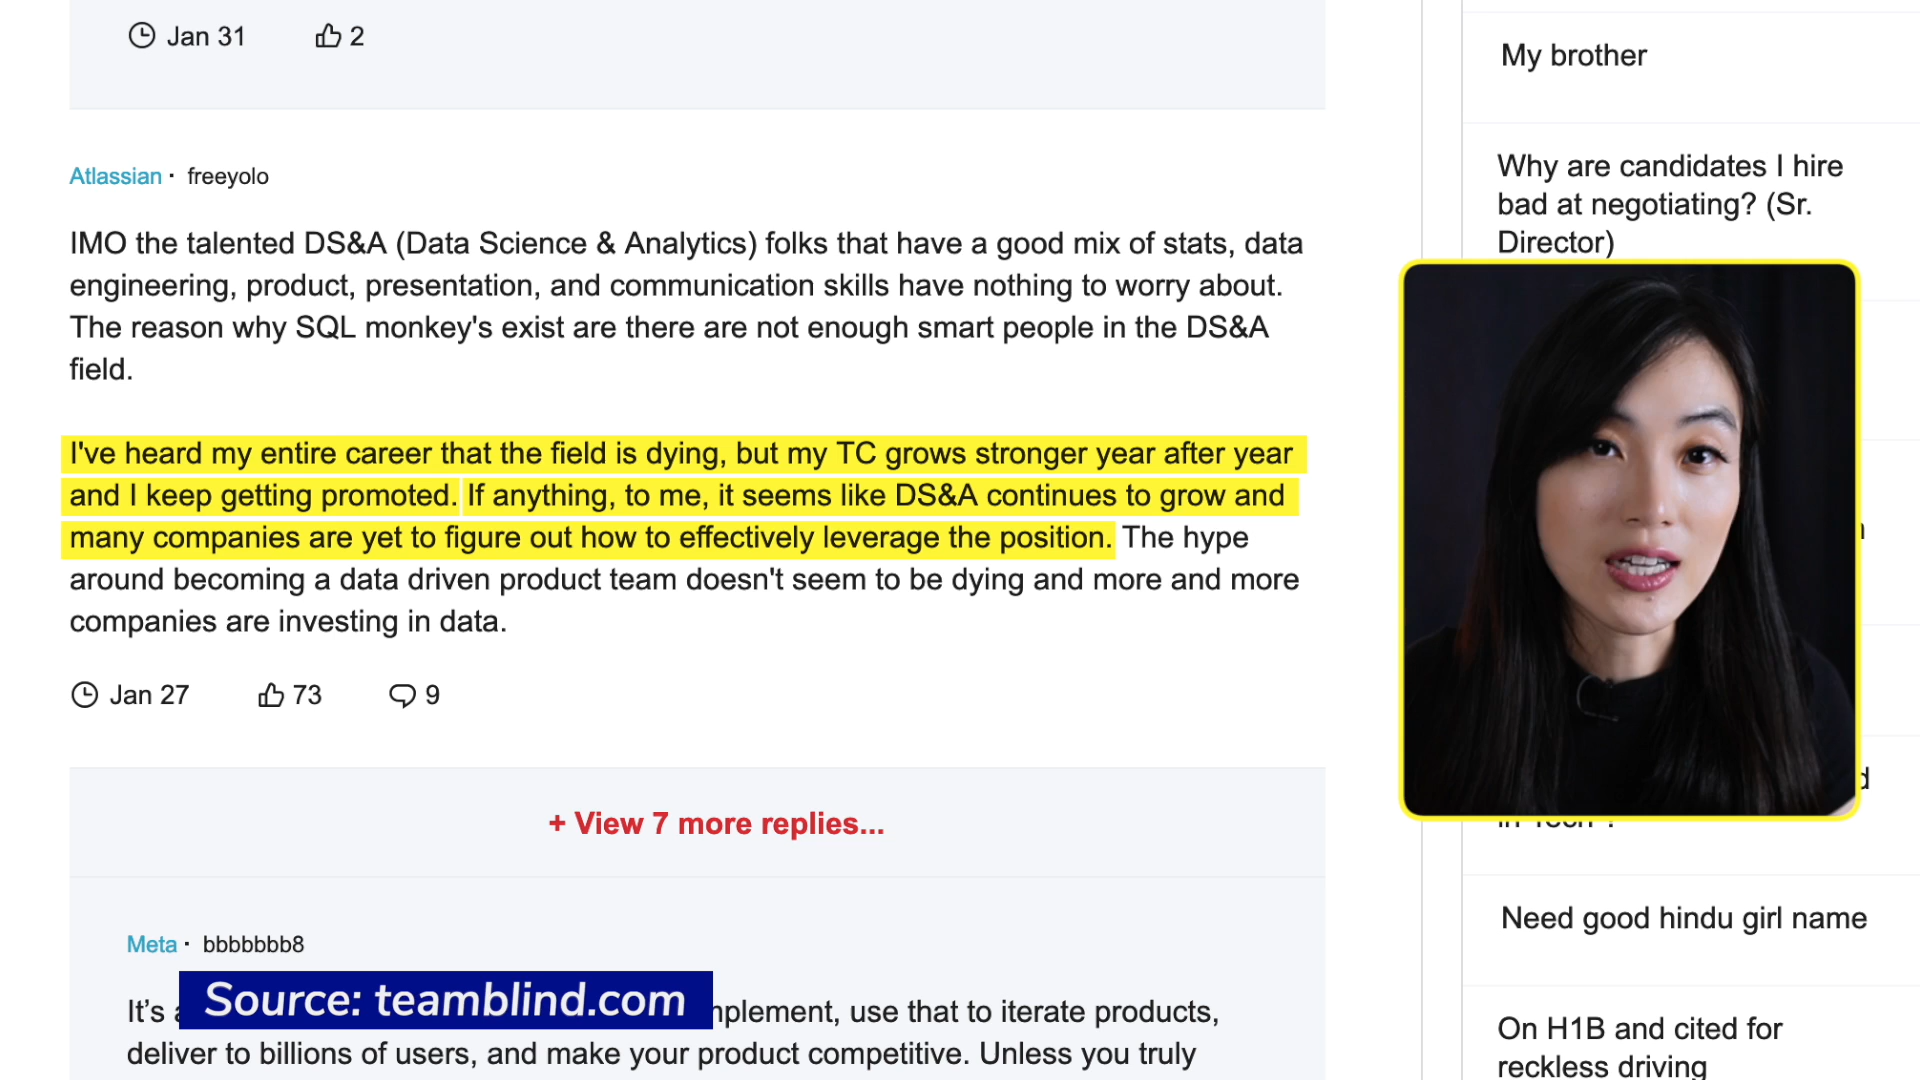 Jan 31 2
Atlassian · freeyolo
IMO the talented DS&A (Data Science & Analytics) folks that have a good mix of stats, data
engineering, product, presentation, and communication skills have nothing to worry about.
The reason why SQL monkey's exist are there are not enough smart people in the DS&A
field.
I've heard my entire career that the field is dying, but my TC grows stronger year after year
and I keep getting promoted. If anything, to me, it seems like DS&A continues to grow and
many companies are yet to figure out how to effectively leverage the position. The hype
around becoming a data driven product team doesn't seem to be dying and more and more
companies are investing in data.
Jan 27 73 9
+ View 7 more replies...
Meta · bbbbbbb8
It's
Source: teamblind.com
use that to iterate products,
deliver to billions of users, and make your product competitive. Unless you truly
My brother
Why are candidates I hire
bad at negotiating? (Sr.
Director)
Need good hindu girl name
On H1B and cited for
reckless driving